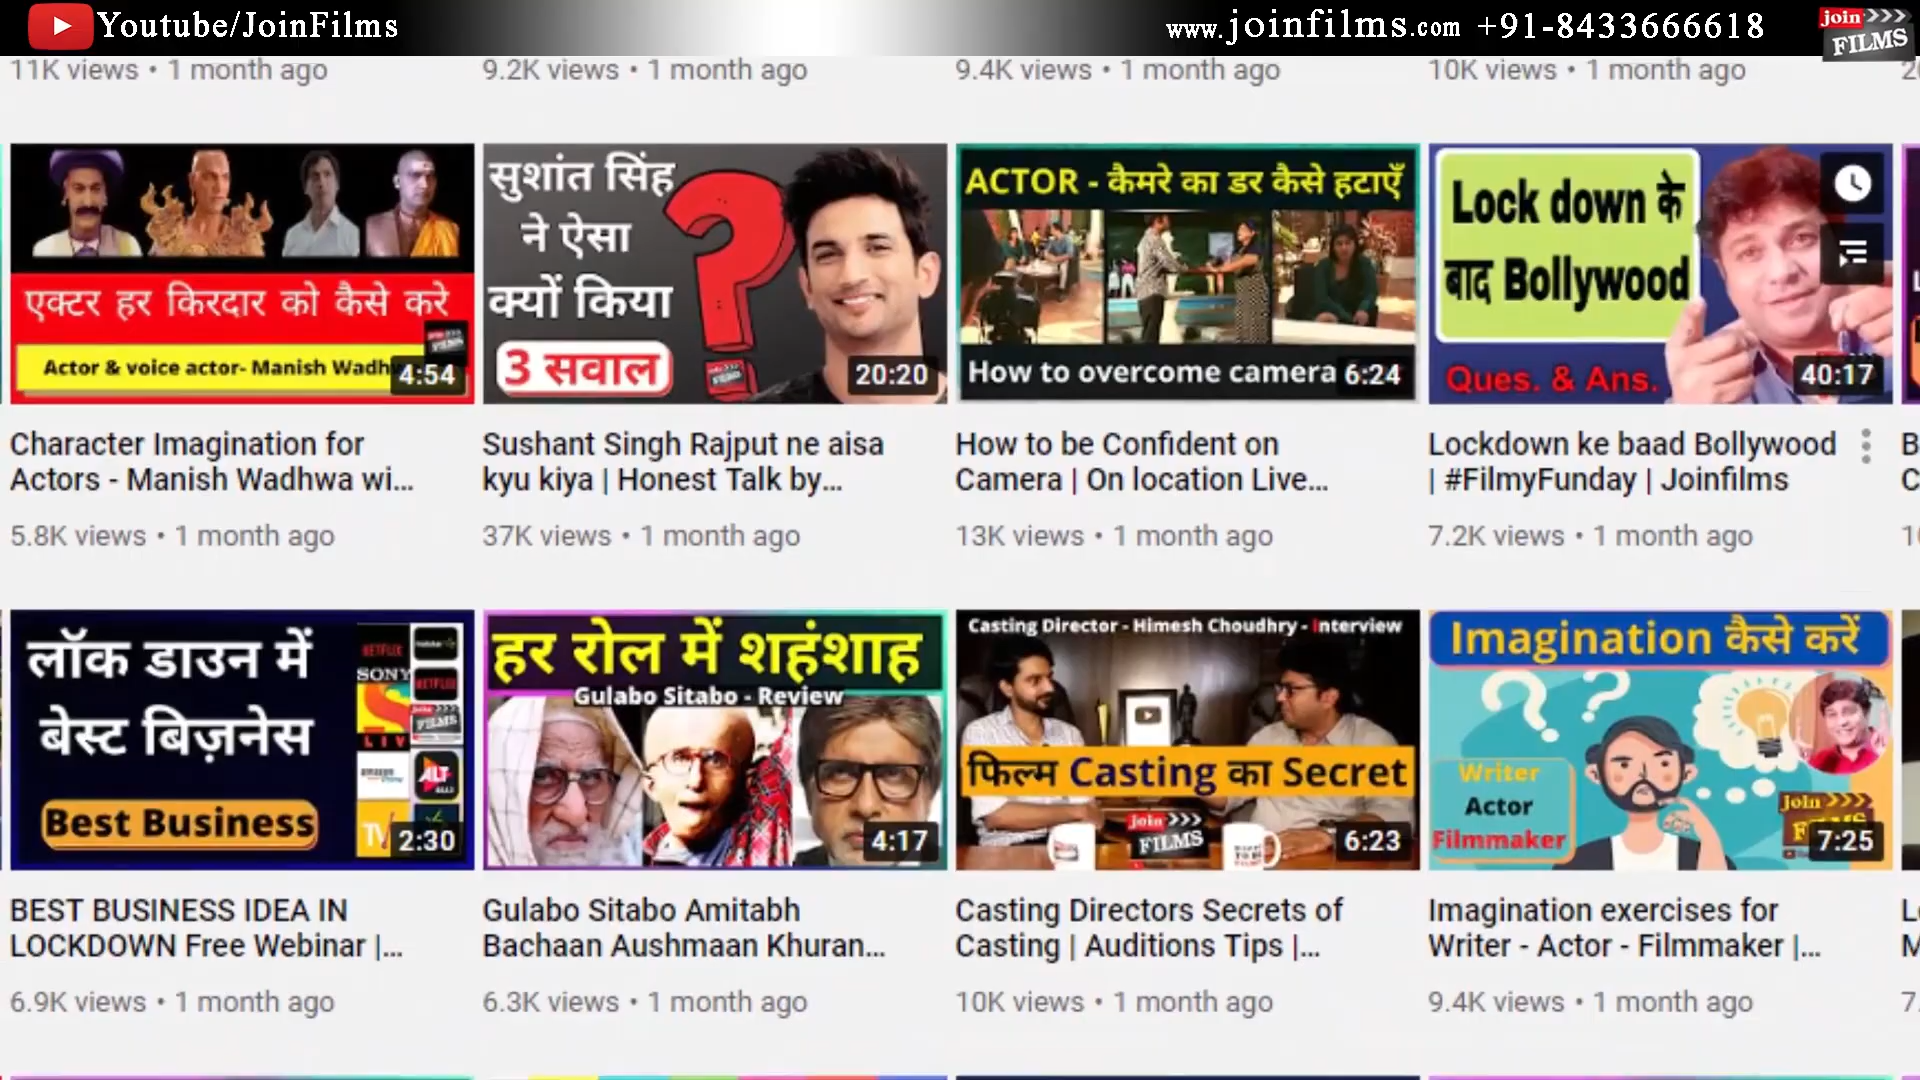 Youtube/JoinFilms
www.joinfilms.com +91-8433666618
join
FILMS
11K views • 1 month ago
9.2K views • 1 month ago
9.4K views • 1 month ago
10K views • 1 month ago
एक्टर हर किरदार को कैसे करे
Actor & voice actor- Manish Wadh
4:54
सुशांत सिंह
ने ऐसा
क्यों किया
3 सवाल
20:20
ACTOR - कैमरे का डर कैसे हटाएँ
How to overcome camera
6:24
Lock down के
बाद Bollywood
Ques. & Ans.
40:17
Character Imagination for
Actors - Manish Wadhwa wi...
5.8K views • 1 month ago
Sushant Singh Rajput ne aisa
kyu kiya | Honest Talk by...
37K views • 1 month ago
How to be Confident on
Camera | On location Live...
13K views • 1 month ago
Lockdown ke baad Bollywood
| #FilmyFunday | Joinfilms
7.2K views • 1 month ago
लॉक डाउन में
बेस्ट बिज़नेस
Best Business
NETFLIX
SONY
LIV
NETFLIX
FILMS
ALT
TV
2:30
हर रोल में शहंशाह
Gulabo Sitabo - Review
4:17
Casting Director - Himesh Choudhry - Interview
फिल्म Casting का Secret
join
FILMS
6:23
Imagination कैसे करें
Writer
Actor
Filmmaker
Join
7:25
BEST BUSINESS IDEA IN
LOCKDOWN Free Webinar |...
6.9K views • 1 month ago
Gulabo Sitabo Amitabh
Bachaan Aushmaan Khuran...
6.3K views • 1 month ago
Casting Directors Secrets of
Casting | Auditions Tips |...
10K views • 1 month ago
Imagination exercises for
Writer - Actor - Filmmaker |...
9.4K views • 1 month ago